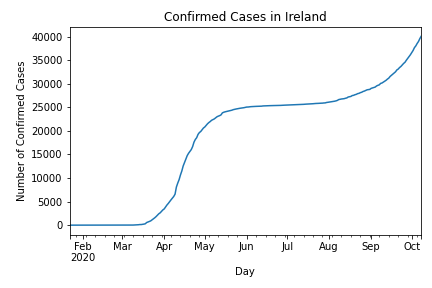 Confirmed Cases in Ireland
Number of Confirmed Cases
40000
35000
30000
25000
20000
15000
10000
5000
0
Feb Mar Apr May Jun Jul Aug Sep Oct
2020
Day